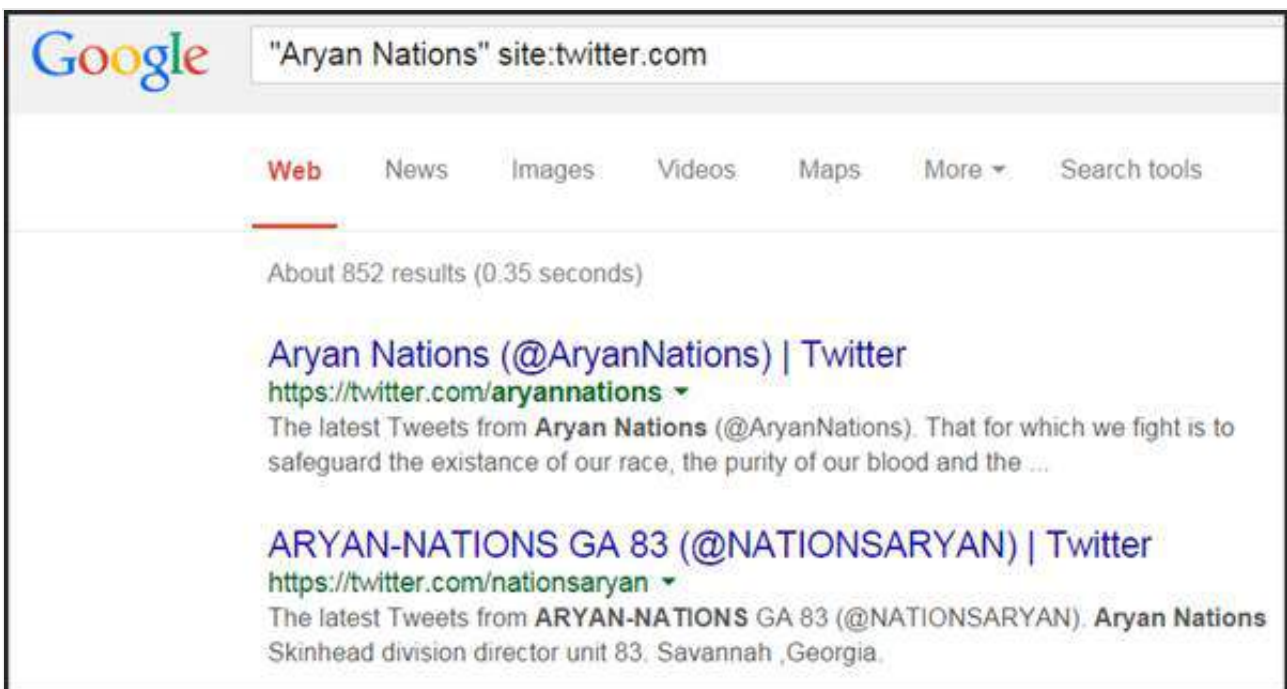 Google "Aryan Nations" site:twitter.com
Web News Images Videos Maps More Search tools
About 852 results (0.35 seconds)
Aryan Nations (@AryanNations) | Twitter
https://twitter.com/aryannations
The latest Tweets from Aryan Nations (@AryanNations). That for which we fight is to
safeguard the existance of our race, the purity of our blood and the ...
ARYAN-NATIONS GA 83 (@NATIONSARYAN) | Twitter
https://twitter.com/nationsaryan
The latest Tweets from ARYAN-NATIONS GA 83 (@NATIONSARYAN). Aryan Nations
Skinhead division director unit 83. Savannah ,Georgia.